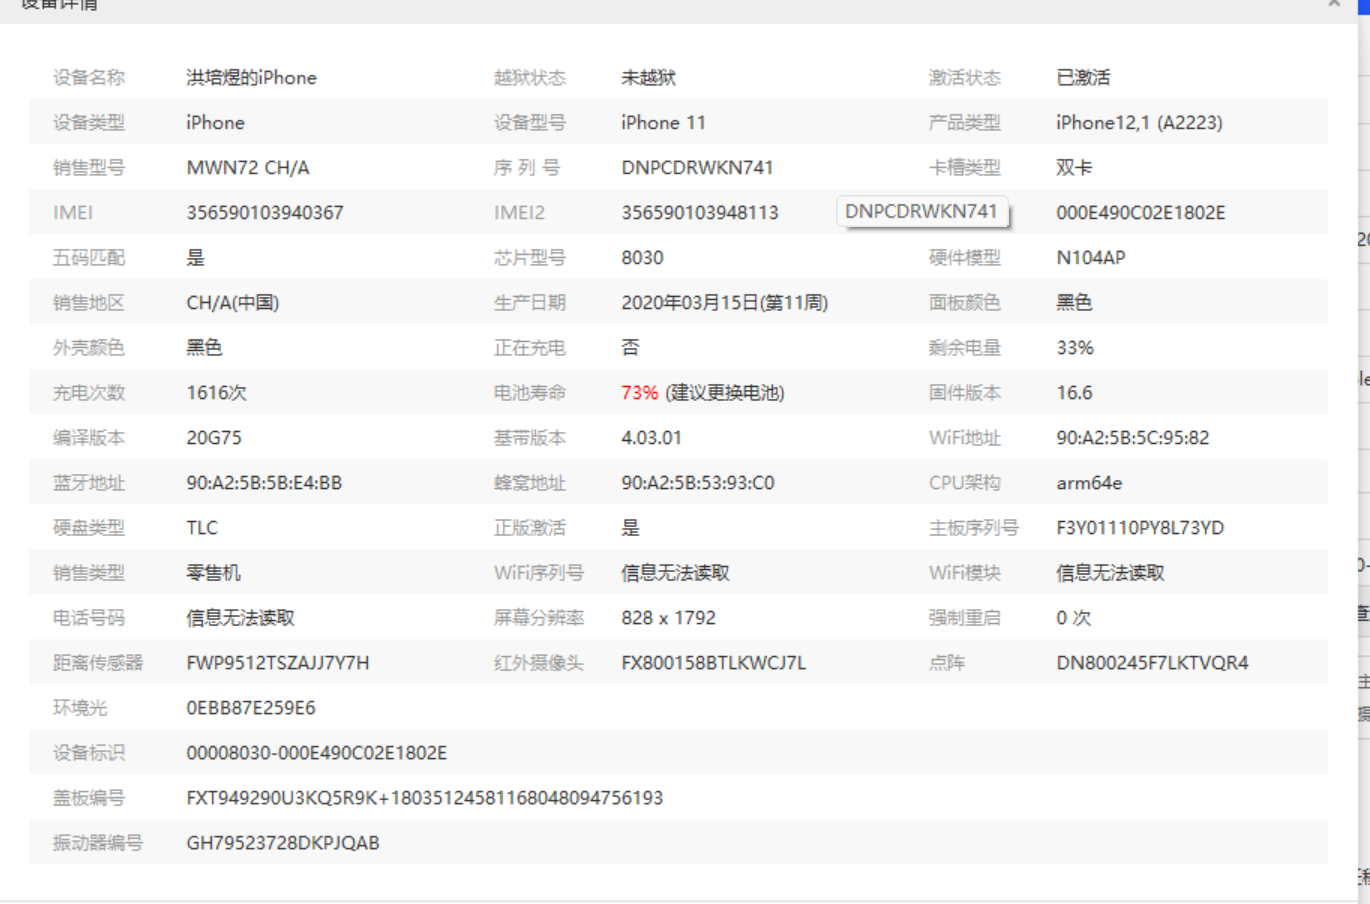 设备详情
设备名称 洪培煜的iPhone 越狱状态 未越狱 激活状态 已激活
设备类型 iPhone 设备型号 iPhone 11 产品类型 iPhone12,1 (A2223)
销售型号 MWN72 CH/A 序 列 号 DNPCDRWKN741 卡槽类型 双卡
IMEI 356590103940367 IMEI2 356590103948113 DNPCDRWKN741 000E490C02E1802E
五码匹配 是 芯片型号 8030 硬件模型 N104AP
销售地区 CH/A(中国) 生产日期 2020年03月15日(第11周) 面板颜色 黑色
外壳颜色 黑色 正在充电 否 剩余电量 33%
充电次数 1616次 电池寿命 73% (建议更换电池) 固件版本 16.6
编译版本 20G75 基带版本 4.03.01 WiFi地址 90:A2:5B:5C:95:82
蓝牙地址 90:A2:5B:5B:E4:BB 蜂窝地址 90:A2:5B:53:93:C0 CPU架构 arm64e
硬盘类型 TLC 正版激活 是 主板序列号 F3Y01110PY8L73YD
销售类型 零售机 WiFi序列号 信息无法读取 WiFi模块 信息无法读取
电话号码 信息无法读取 屏幕分辨率 828 x 1792 强制重启 0 次
距离传感器 FWP9512TSZAJJ7Y7H 红外摄像头 FX800158BTLKWCJ7L 点阵 DN800245F7LKTVQR4
环境光 0EBB87E259E6
设备标识 00008030-000E490C02E1802E
盖板编号 FXT949290U3KQ5R9K+18035124581168048094756193
振动器编号 GH79523728DKPJQAB